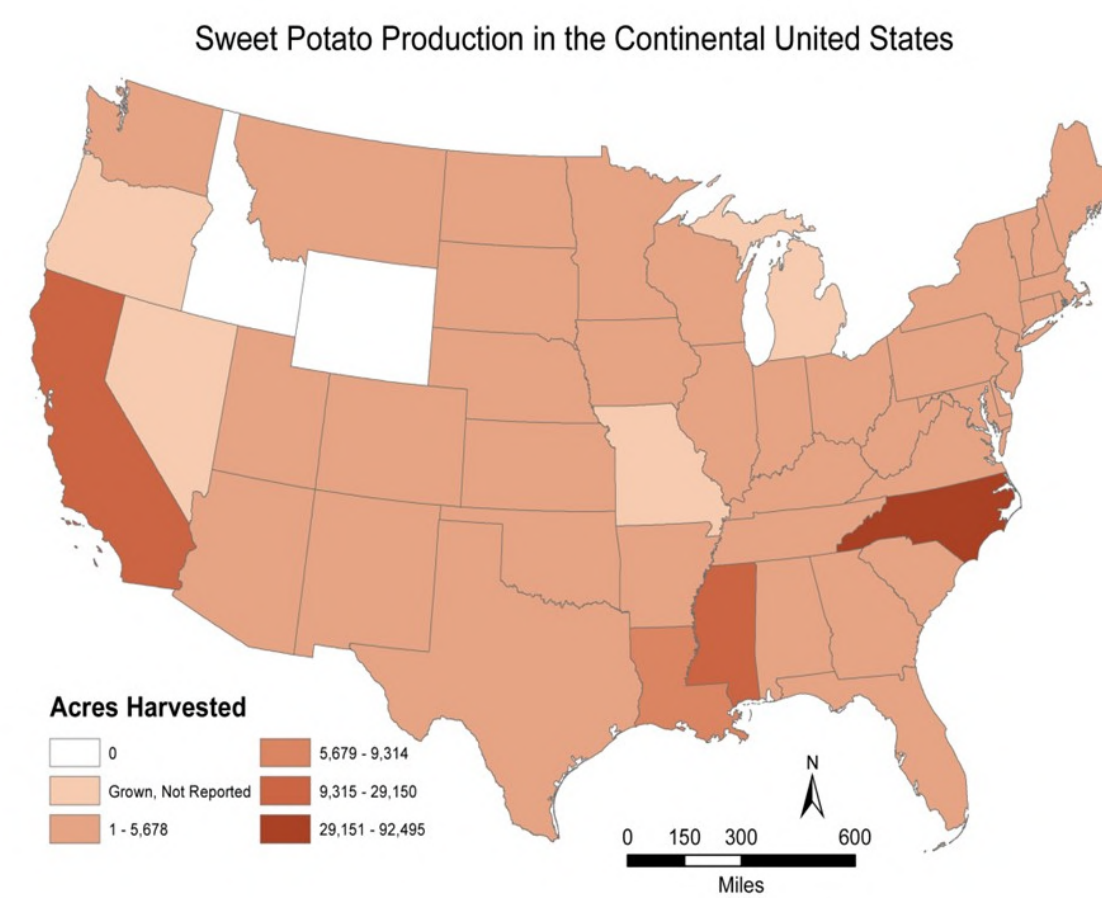 Sweet Potato Production in the Continental United States
Acres Harvested
0
Grown, Not Reported
1 - 5,678
5,679 - 9,314
9,315 - 29,150
29,151 - 92,495
N
0 150 300 600
Miles